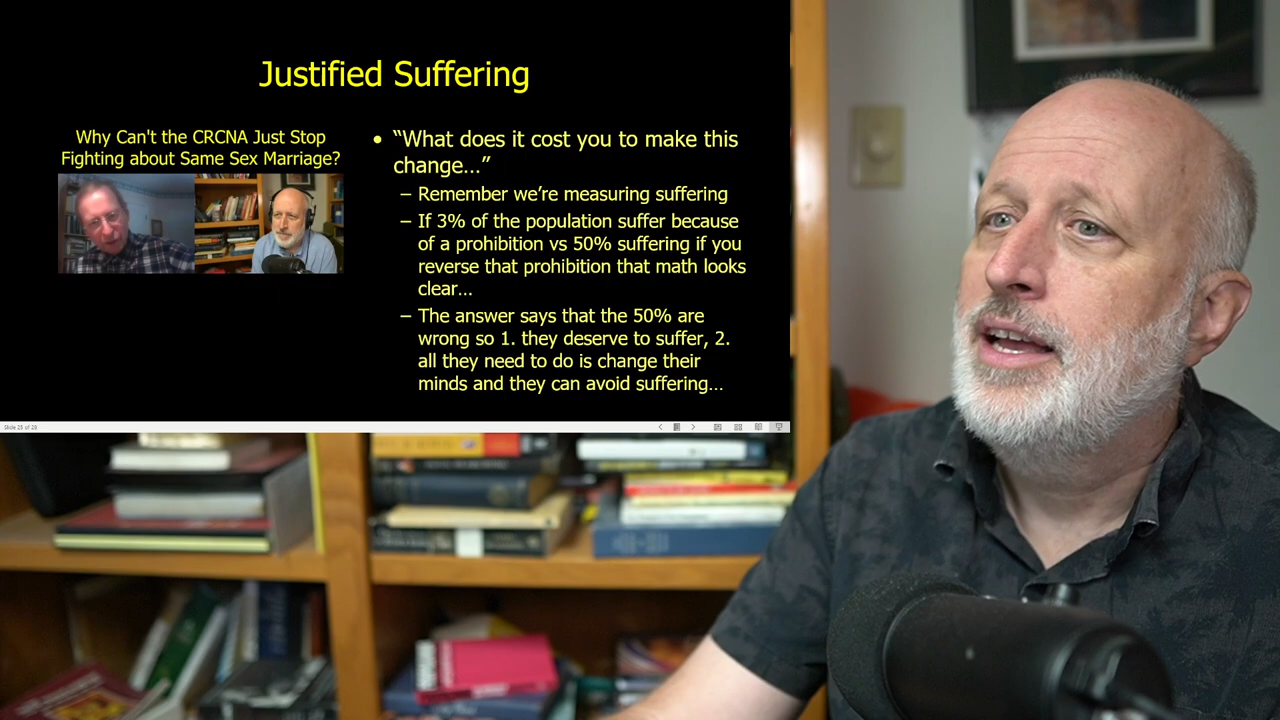 Justified Suffering
Why Can't the CRCNA Just Stop
Fighting about Same Sex Marriage?
• “What does it cost you to make this
change…”
– Remember we’re measuring suffering
– If 3% of the population suffer because
of a prohibition vs 50% suffering if you
reverse that prohibition that math looks
clear…
– The answer says that the 50% are
wrong so 1. they deserve to suffer, 2.
all they need to do is change their
minds and they can avoid suffering…
Slide 25 of 28